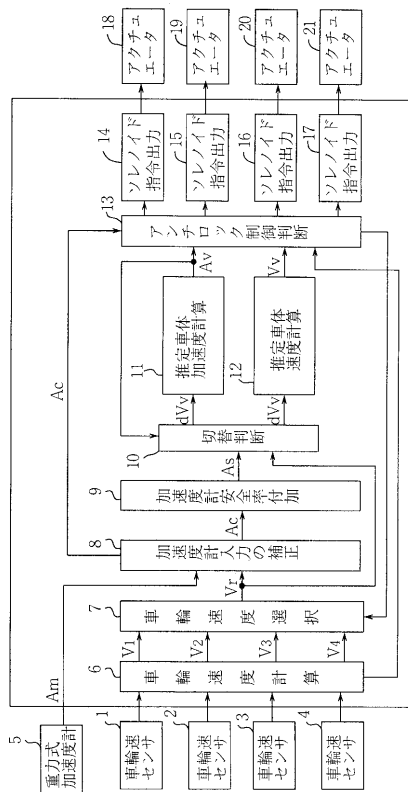 5
重力式
加速度計
Am
1
車輪速
センサ
2
車輪速
センサ
3
車輪速
センサ
4
車輪速
センサ
6
車輪速度計算
V1
V2
V3
V4
7
車輪速度選択
Vr
8
加速度計入力の補正
Ac
Ac
9
加速度計安全率付加
As
10
切替判断
dVv
dVv
11
推定車体
加速度計算
12
推定車体
速度計算
Av
Vv
13
アンチロック制御判断
14
ソレノイド
指令出力
15
ソレノイド
指令出力
16
ソレノイド
指令出力
17
ソレノイド
指令出力
18
アクチュ
エータ
19
アクチュ
エータ
20
アクチュ
エータ
21
アクチュ
エータ